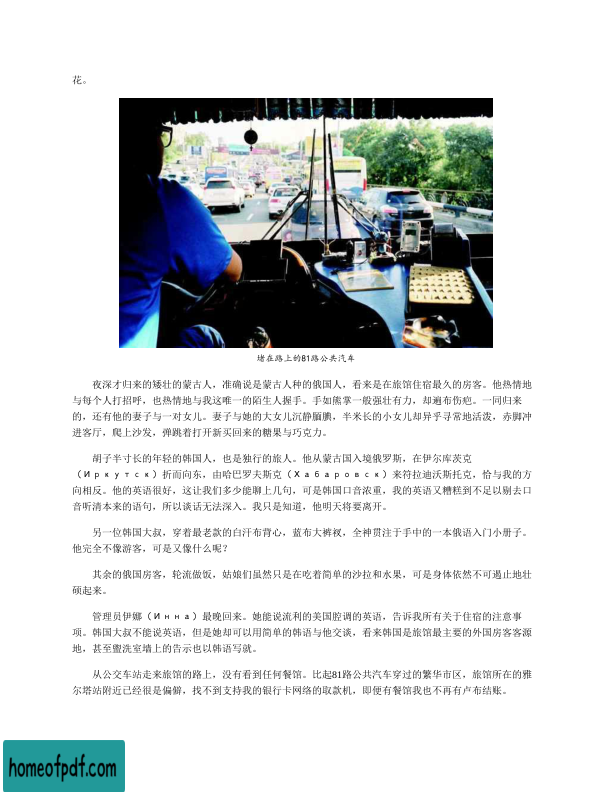 花。
堵在路上的81路公共汽车
夜深才归来的矮壮的蒙古人，准确说是蒙古人种的俄国人，看来是在旅馆住宿最久的房客。他热情地
与每个人打招呼，也热情地与我这唯一的陌生人握手。手如熊掌一般强壮有力，却遍布伤疤。一同归来
的，还有他的妻子与一对女儿。妻子与她的大女儿沉静腼腆，半米长的小女儿却异乎寻常地活泼，赤脚冲
进客厅，爬上沙发，弹跳着打开新买回来的糖果与巧克力。
胡子半寸长的年轻的韩国人，也是独行的旅人。他从蒙古国入境俄罗斯，在伊尔库茨克
（Иркутск）折而向东，由哈巴罗夫斯克（Хабаровск）来符拉迪沃斯托克，恰与我的方
向相反。他的英语很好，这让我们多少能聊上几句，可是韩国口音浓重，我的英语又糟糕到不足以剔去口
音听清本来的语句，所以谈话无法深入。我只是知道，他明天将要离开。
另一位韩国大叔，穿着最老款的白汗布背心，蓝布大裤衩，全神贯注于手中的一本俄语入门小册子。
他完全不像游客，可是又像什么呢？
其余的俄国房客，轮流做饭，姑娘们虽然只是在吃着简单的沙拉和水果，可是身体依然不可遏止地壮
硕起来。
管理员伊娜（Инна）最晚回来。她能说流利的美国腔调的英语，告诉我所有关于住宿的注意事
项。韩国大叔不能说英语，但是她却可以用简单的韩语与他交谈，看来韩国是旅馆最主要的外国房客客源
地，甚至盥洗室墙上的告示也以韩语写就。
从公交车站走来旅馆的路上，没有看到任何餐馆。比起81路公共汽车穿过的繁华市区，旅馆所在的雅
尔塔站附近已经很是偏僻，找不到支持我的银行卡网络的取款机，即便有餐馆我也不再有卢布结账。
homeofpdf.com